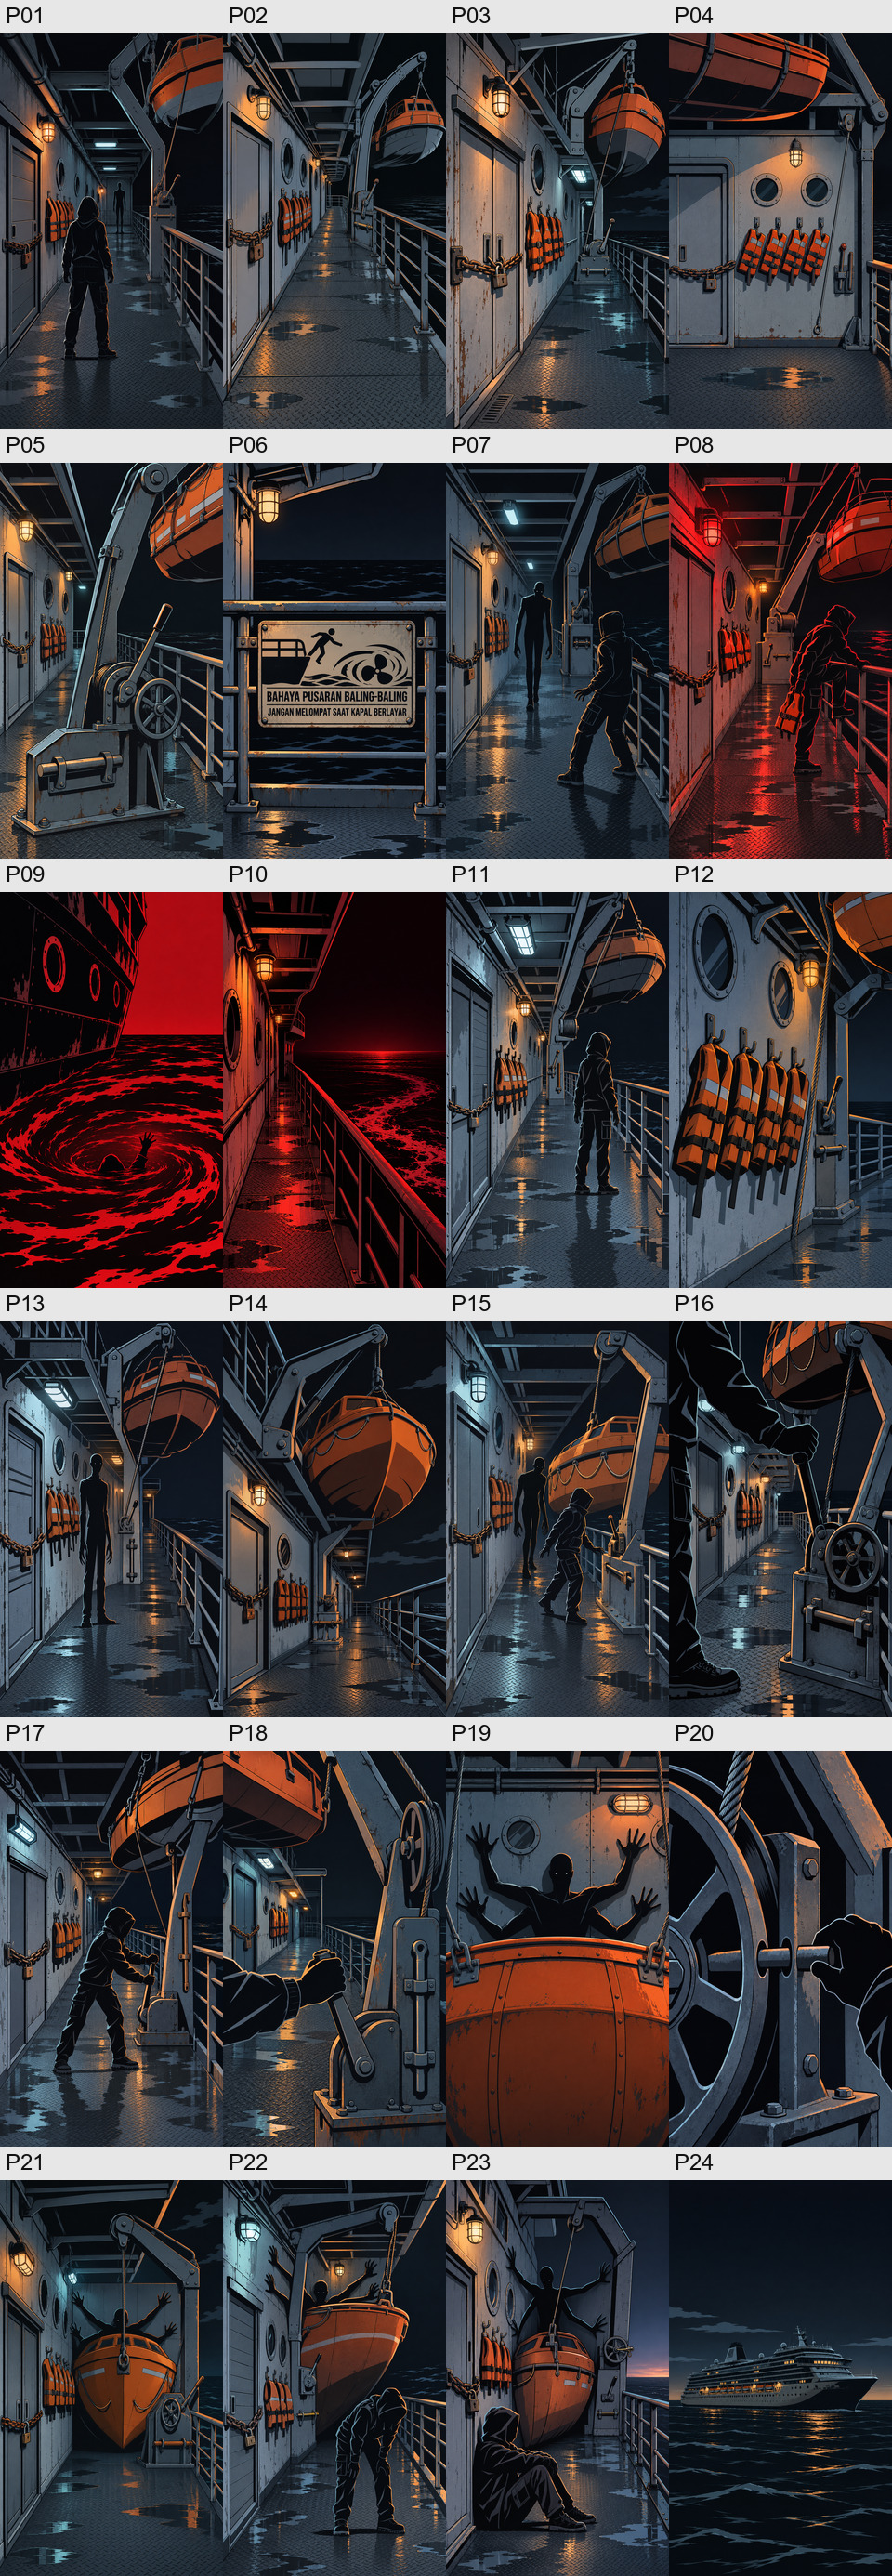 P01
P02
P03
P04
P05
P06
P07
P08
BAHAYA PUSARAN BALING-BALING
JANGAN MELOMPAT SAAT KAPAL BERLAYAR
P09
P10
P11
P12
P13
P14
P15
P16
P17
P18
P19
P20
P21
P22
P23
P24